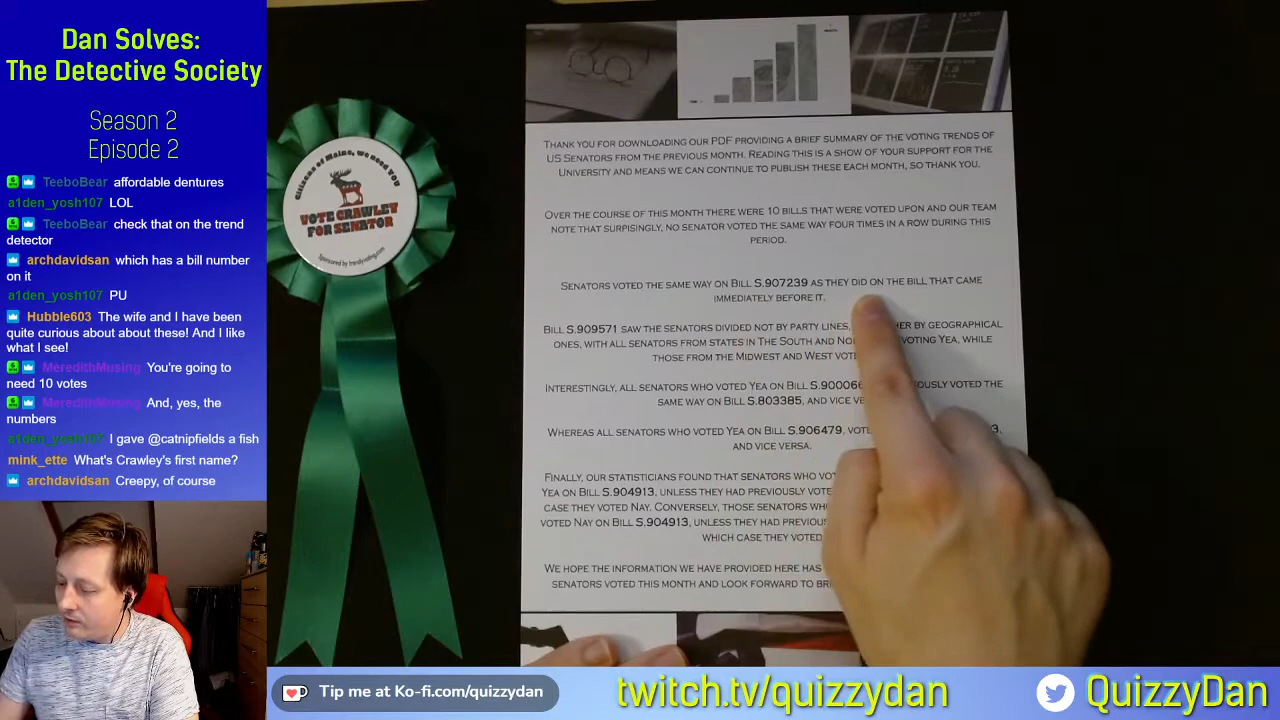 Dan Solves:
The Detective Society
Season 2
Episode 2
TeeboBear affordable dentures
a1den_yosh107 LOL
TeeboBear check that on the trend
detector
archdavidsan which has a bill number
on it
a1den_yosh107 PU
Hubble603 The wife and I have been
quite curious about about these! And I like
what I see!
MeredithMusing You're going to
need 10 votes
MeredithMusing And, yes, the
numbers
a1den_yosh107 I gave @catnipfields a fish
mink_ette What's Crawley's first name?
archdavidsan Creepy, of course
Citizens of Maine, we need YOU
VOTE CRAWLEY
FOR SENATOR
Sponsored by trendyvoting.com
THANK YOU FOR DOWNLOADING OUR PDF PROVIDING A BRIEF SUMMARY OF THE VOTING TRENDS OF
US SENATORS FROM THE PREVIOUS MONTH. READING THIS IS A SHOW OF YOUR SUPPORT FOR THE
UNIVERSITY AND MEANS WE CAN CONTINUE TO PUBLISH THESE EACH MONTH, SO THANK YOU.
OVER THE COURSE OF THIS MONTH THERE WERE 10 BILLS THAT WERE VOTED UPON AND OUR TEAM
NOTE THAT SURPISINGLY, NO SENATOR VOTED THE SAME WAY FOUR TIMES IN A ROW DURING THIS
PERIOD.
SENATORS VOTED THE SAME WAY ON BILL S.907239 AS THEY DID ON THE BILL THAT CAME
IMMEDIATELY BEFORE IT.
BILL S.909571 SAW THE SENATORS DIVIDED NOT BY PARTY LINES, BY GEOGRAPHICAL
ONES, WITH ALL SENATORS FROM STATES IN THE SOUTH AND VOTING YEA, WHILE
THOSE FROM THE MIDWEST AND WEST
INTERESTINGLY, ALL SENATORS WHO VOTED YEA ON BILL VOTED THE
SAME WAY ON BILL S.803385, AND VICE
WHEREAS ALL SENATORS WHO VOTED YEA ON BILL S.906479,
AND VICE VERSA.
FINALLY, OUR STATISTICIANS FOUND THAT SENATORS WHO
YEA ON BILL S.904913, UNLESS THEY HAD PREVIOUSLY
CASE THEY VOTED NAY. CONVERSELY, THOSE SENATORS
VOTED NAY ON BILL S.904913, UNLESS THEY HAD
WHICH CASE THEY VOTED
WE HOPE THE INFORMATION WE HAVE PROVIDED HERE HAS
SENATORS VOTED THIS MONTH AND LOOK FORWARD TO
Tip me at Ko-fi.com/quizzydan
twitch.tv/quizzydan
QuizzyDan